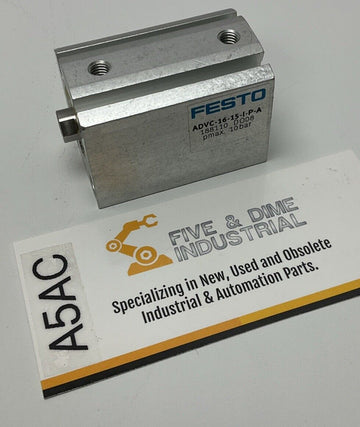 FESTO
ADVC-16-15-I-P-A
188110 D008
pmax. 10bar
FIVE & DIME
INDUSTRIAL
Specializing in New, Used and Obsolete
Industrial & Automation Parts.
A5AC